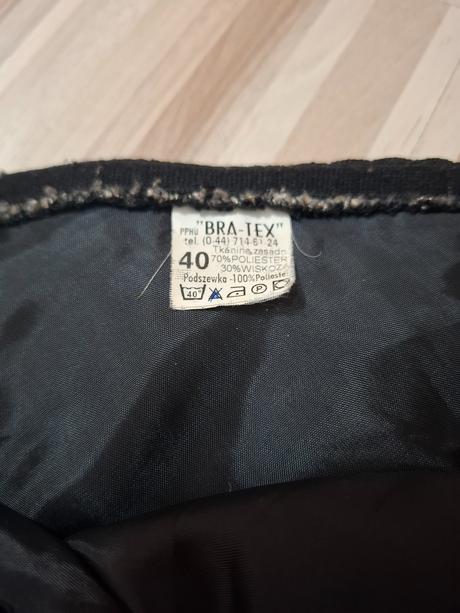 PPHU "BRA-TEX"
tel. (0-44) 714-61 24
Tkanina zasadn
40 70%POLIESTER
30%WISKOZA
Podszewka -100%Polieste
40°
P